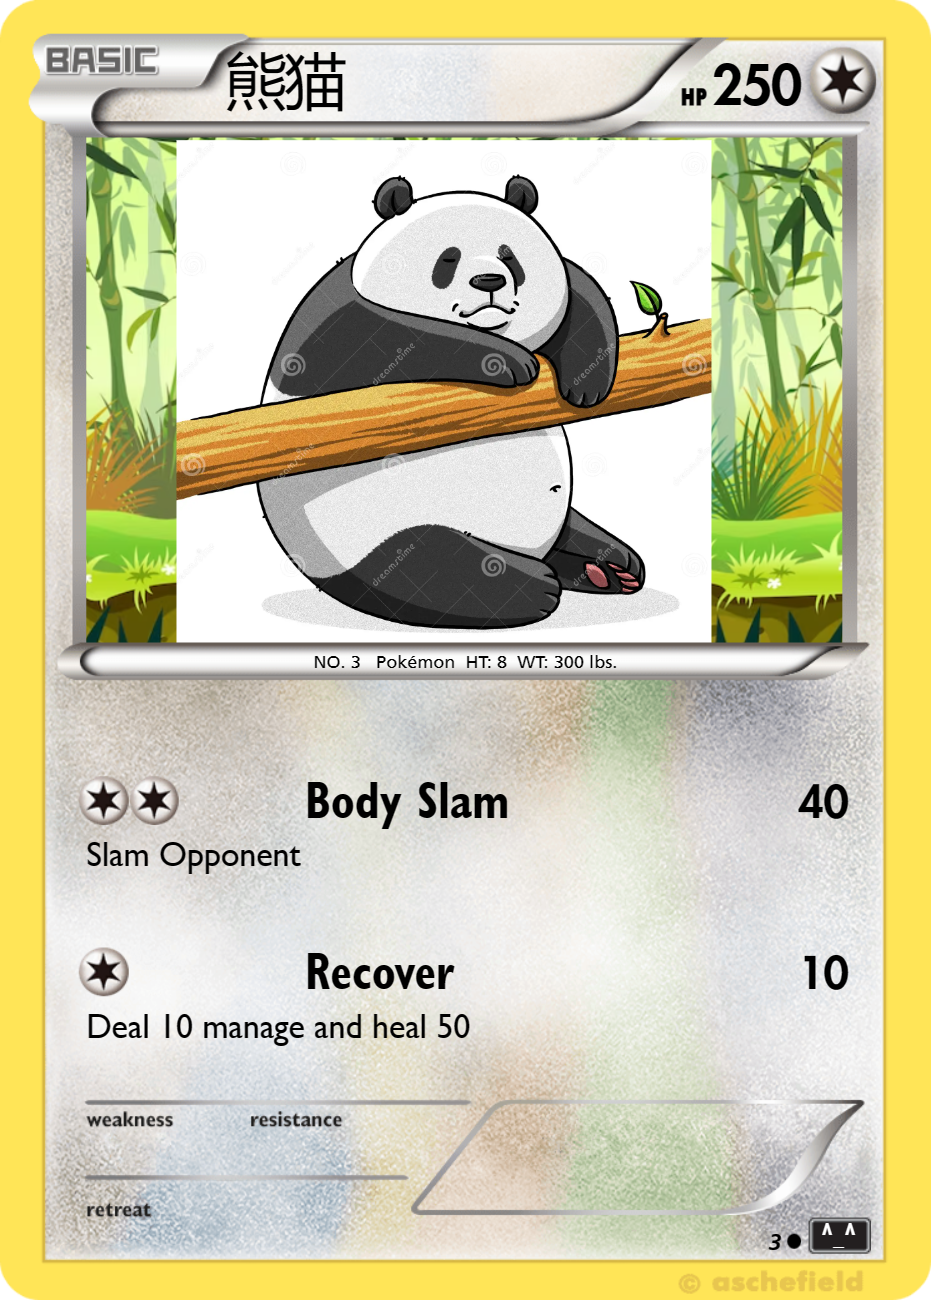 BASIC
熊猫
HP 250
dreamstime
NO. 3 Pokémon HT: 8 WT: 300 lbs.
Body Slam 40
Slam Opponent
Recover 10
Deal 10 manage and heal 50
weakness resistance
retreat
3 ^_^
© aschefield